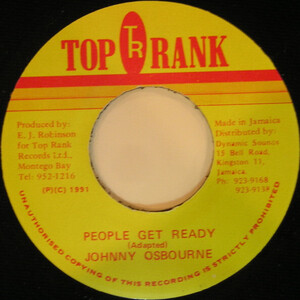 TOP TR RANK
Produced by:
E. J. Robinson
for Top Rank
Records Ltd.,
Montego Bay
Tel: 952-1216
(P)(C) 1991
Made in Jamaica
Distributed by:
Dynamic Sounds
15 Bell Road,
Kingston 11,
Jamaica.
PH: 923-9168
923-9138
PEOPLE GET READY
(Adapted)
JOHNNY OSBOURNE
UNAUTHORISED COPYING OF THIS RECORDING IS STRICTLY PROHIBITED